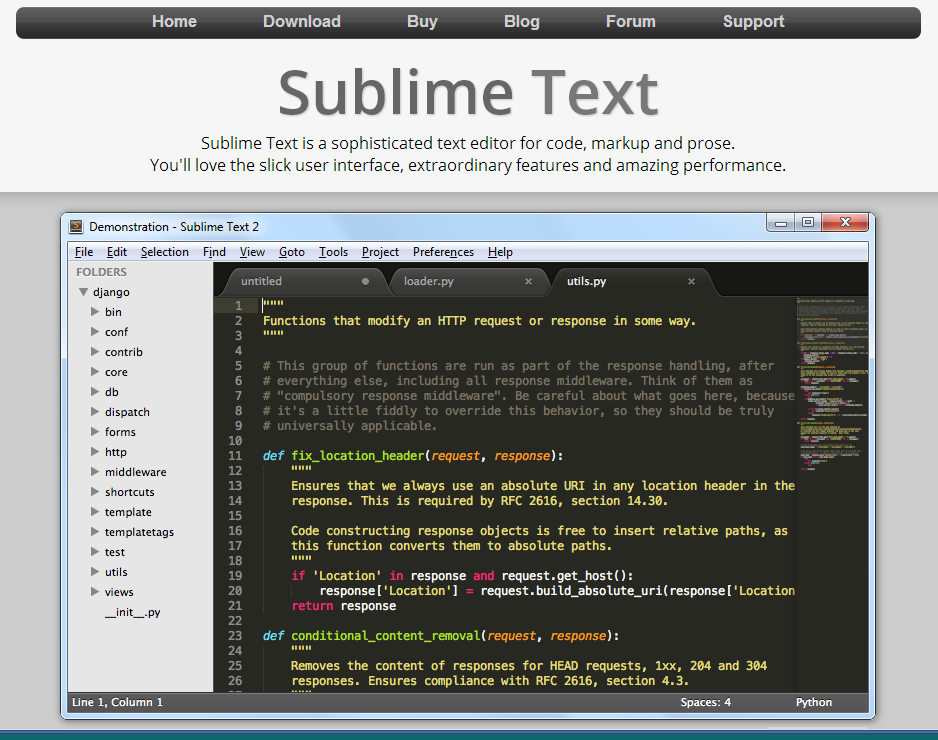 Home Download Buy Blog Forum Support
Sublime Text
Sublime Text is a sophisticated text editor for code, markup and prose.
You'll love the slick user interface, extraordinary features and amazing performance.
Demonstration - Sublime Text 2
File Edit Selection Find View Goto Tools Project Preferences Help
FOLDERS
django
bin
conf
contrib
core
db
dispatch
forms
http
middleware
shortcuts
template
templatetags
test
utils
views
__init__.py
untitled loader.py utils.py
1 """
2 Functions that modify an HTTP request or response in some way.
3 """
4
5 # This group of functions are run as part of the response handling, after
6 # everything else, including all response middleware. Think of them as
7 # "compulsory response middleware". Be careful about what goes here, because
8 # it's a little fiddly to override this behavior, so they should be truly
9 # universally applicable.
10
11 def fix_location_header(request, response):
12 """
13 Ensures that we always use an absolute URI in any location header in the
14 response. This is required by RFC 2616, section 14.30.
15
16 Code constructing response objects is free to insert relative paths, as
17 this function converts them to absolute paths.
18 """
19 if 'Location' in response and request.get_host():
20 response['Location'] = request.build_absolute_uri(response['Location
21 return response
22
23 def conditional_content_removal(request, response):
24 """
25 Removes the content of responses for HEAD requests, 1xx, 204 and 304
26 responses. Ensures compliance with RFC 2616, section 4.3.
Line 1, Column 1 Spaces: 4 Python